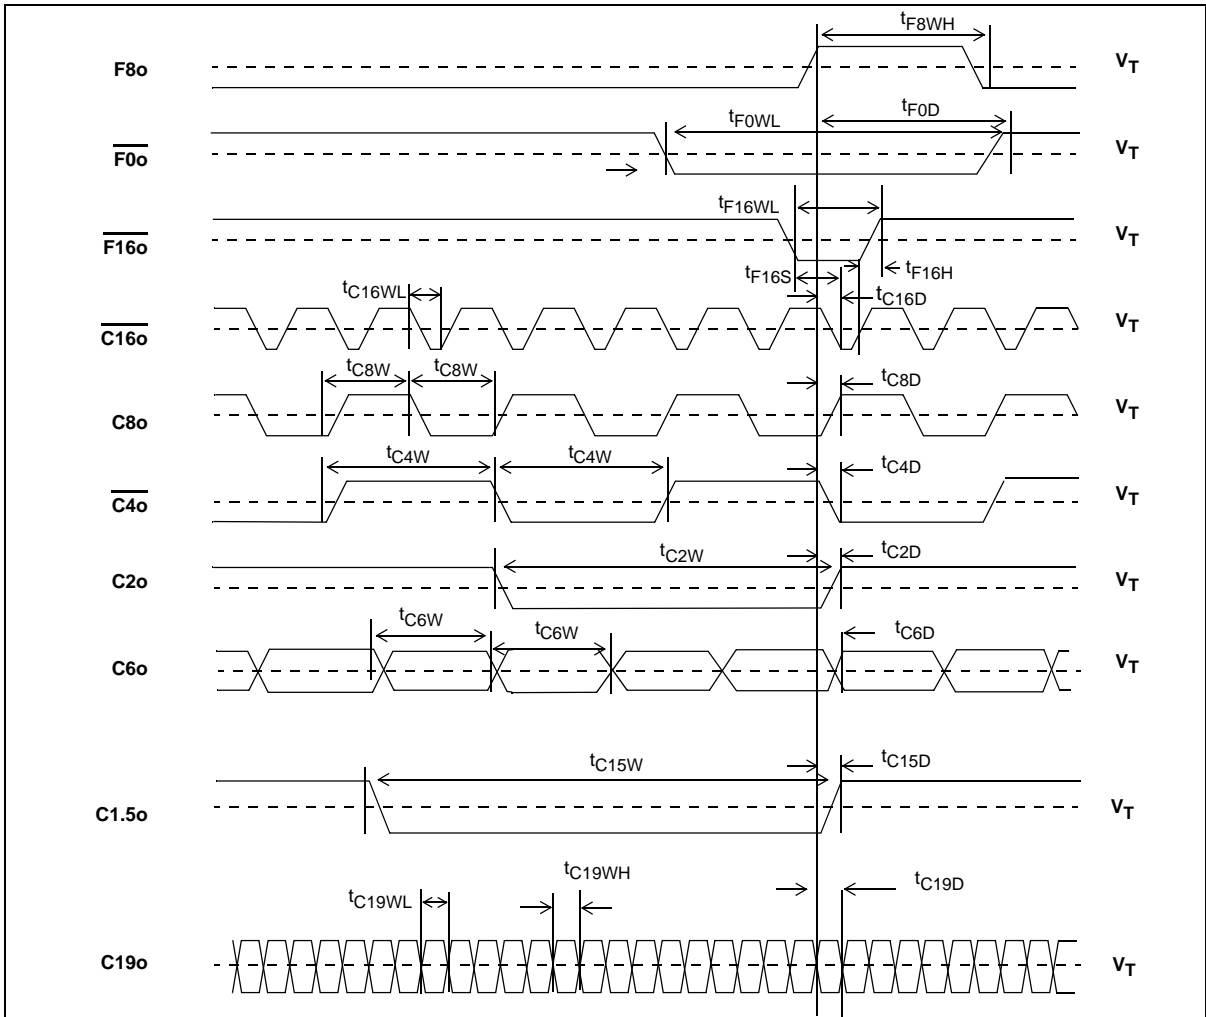 tF8WH
F8o VT
tF0WL tF0D
F0o VT
tF16WL
F16o VT
tF16S tF16H
tC16WL tC16D
C16o VT
tC8W tC8W tC8D
C8o VT
tC4W tC4W tC4D
C4o VT
tC2W tC2D
C2o VT
tC6W tC6W tC6D
C6o VT
tC15W tC15D
C1.5o VT
tC19WH
tC19WL tC19D
C19o VT